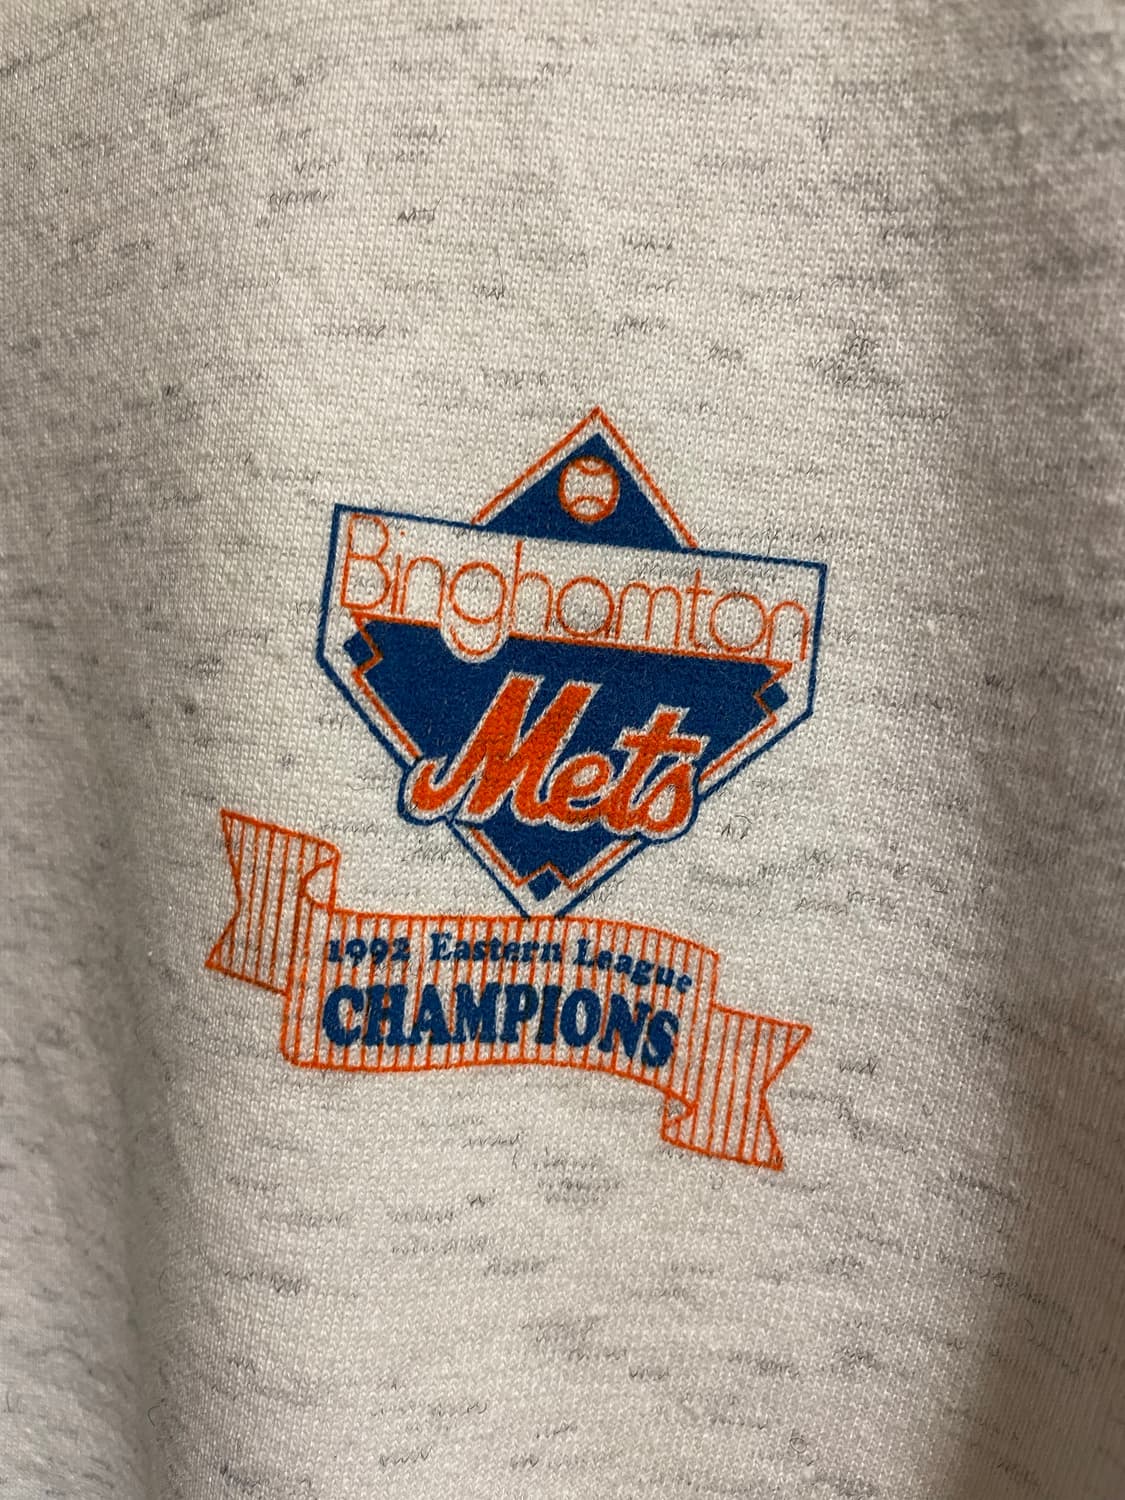 Binghamton
Mets
1992 Eastern League
CHAMPIONS